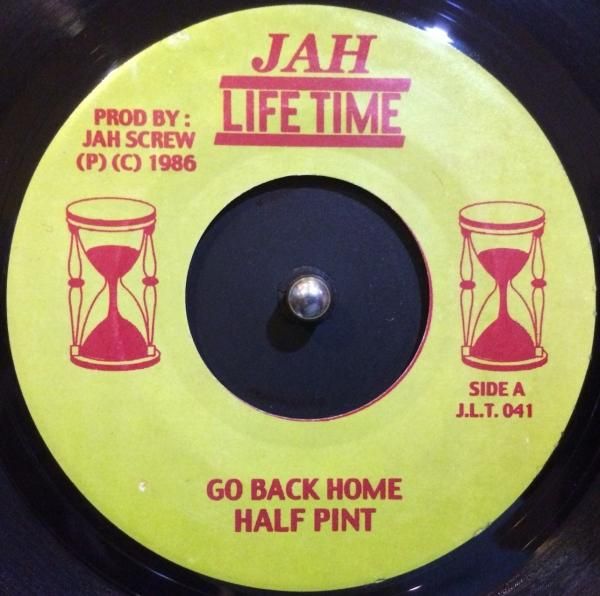 JAH
LIFE TIME
PROD BY :
JAH SCREW
(P) (C) 1986
SIDE A
J.L.T. 041
GO BACK HOME
HALF PINT